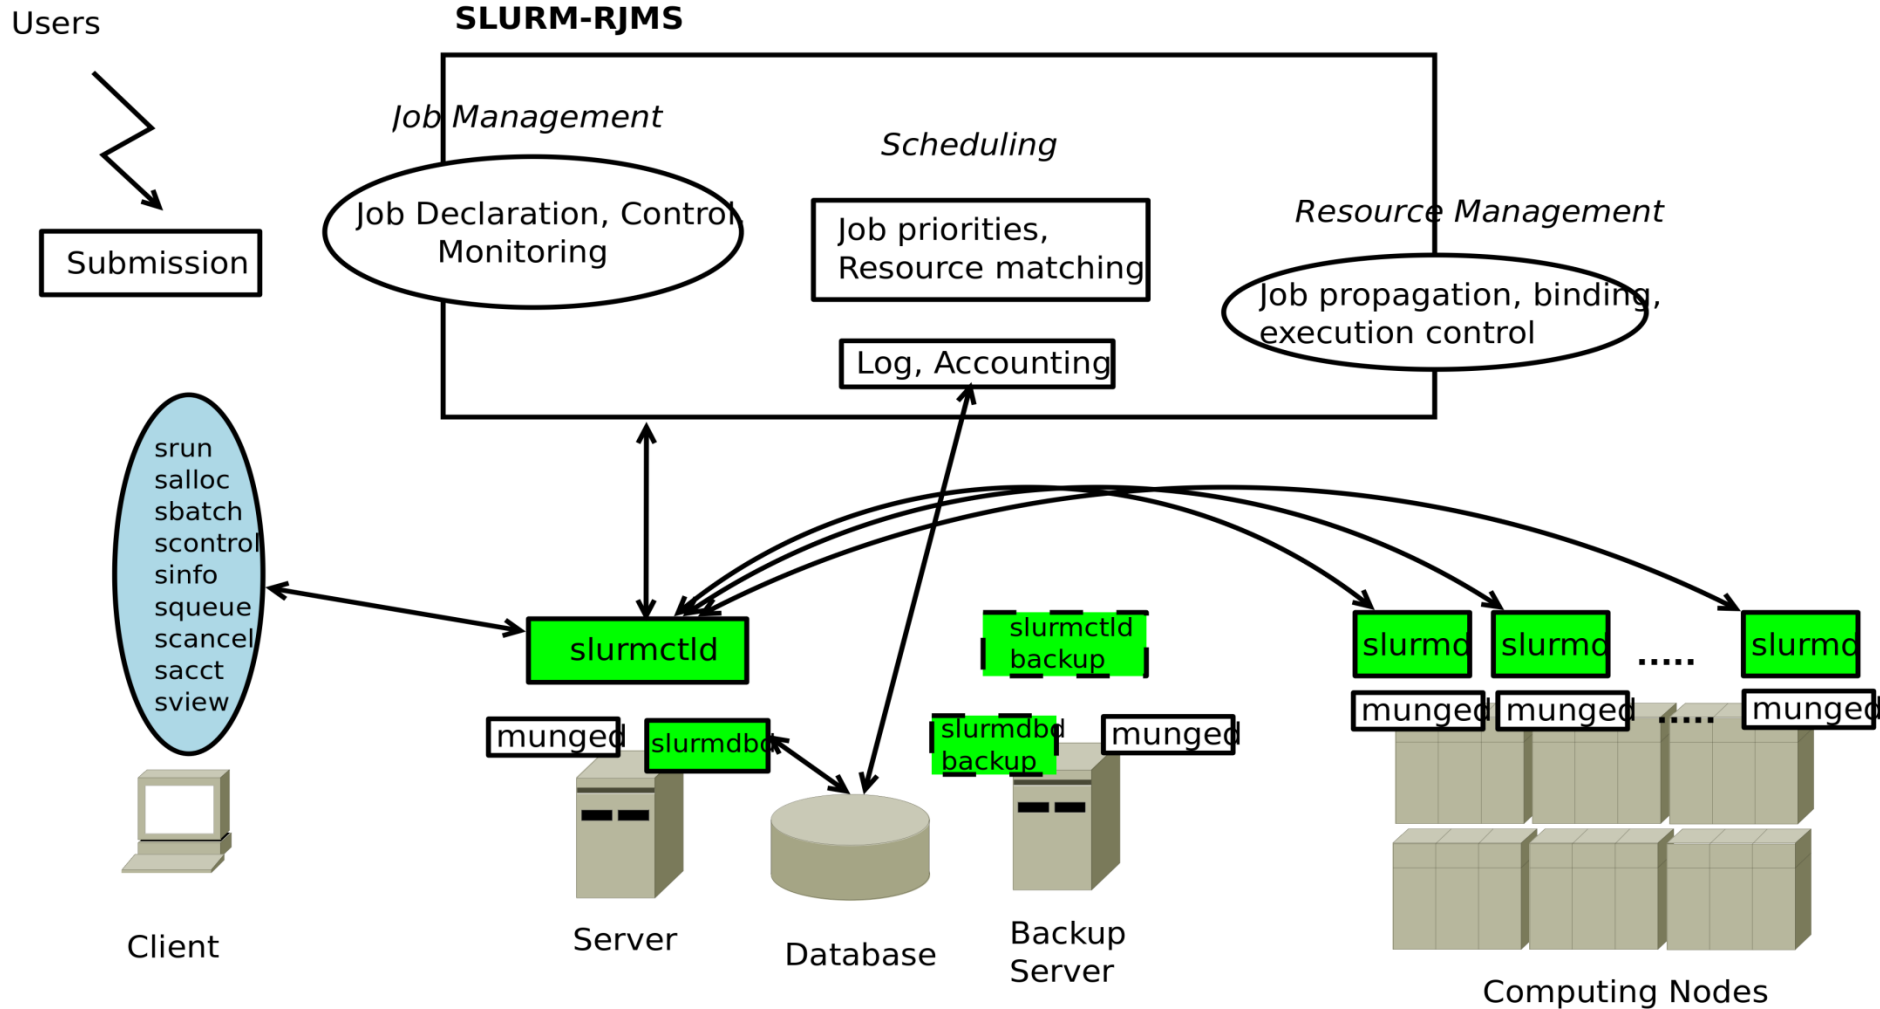 Users
SLURM-RJMS
Job Management
Scheduling
Resource Management
Job Declaration, Control,
Monitoring
Job priorities,
Resource matching
Job propagation, binding,
execution control
Log, Accounting
Submission
srun
salloc
sbatch
scontrol
sinfo
squeue
scancel
sacct
sview
slurmctld
munged
slurmdbd
slurmctld
backup
slurmdbd
backup
munged
slurmd
slurmd
.....
slurmd
munged
munged
.....
munged
Client
Server
Database
Backup
Server
Computing Nodes